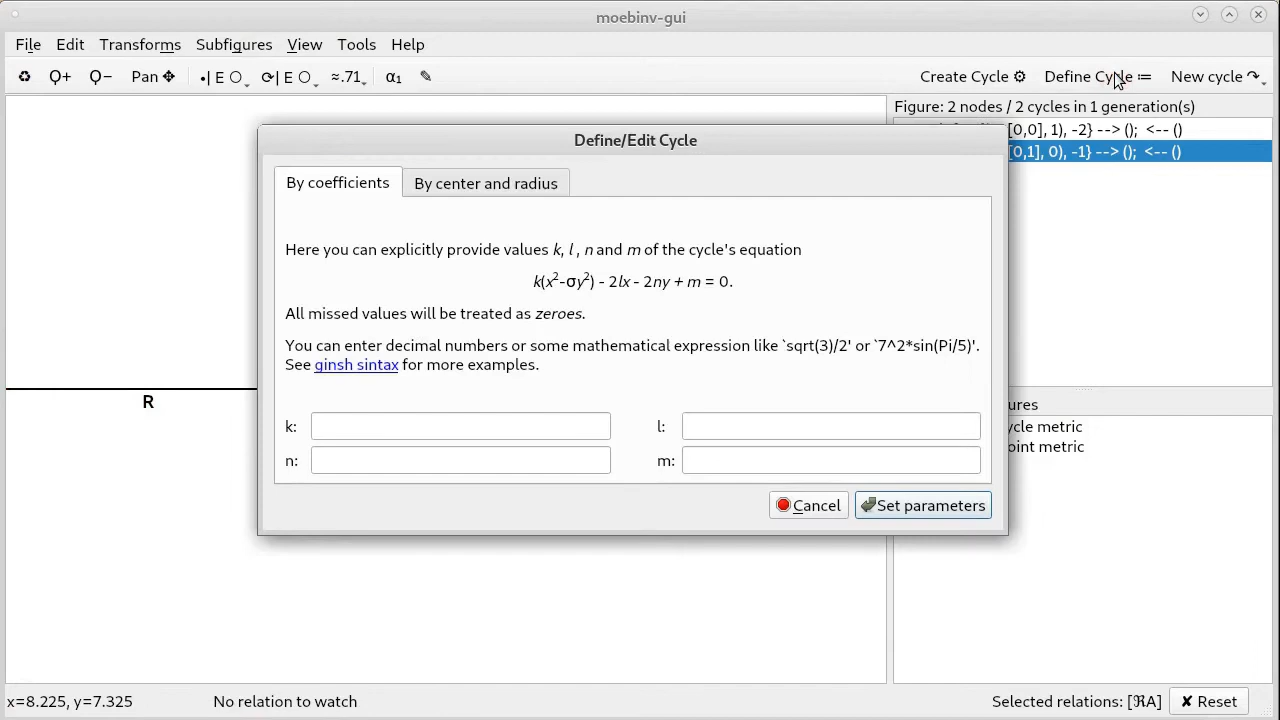 moebinv-gui
File Edit Transforms Subfigures View Tools Help
Pan E E ≈.71 α₁ Create Cycle Define Cycle New cycle
Figure: 2 nodes / 2 cycles in 1 generation(s)
[0,0], 1), -2} --> (); <-- ()
[0,1], 0), -1} --> (); <-- ()
Define/Edit Cycle
By coefficients By center and radius
Here you can explicitly provide values k, l , n and m of the cycle's equation
k(x²-σy²) - 2lx - 2ny + m = 0.
All missed values will be treated as zeroes.
You can enter decimal numbers or some mathematical expression like `sqrt(3)/2' or `7^2*sin(Pi/5)'.
See ginsh sintax for more examples.
k: l:
n: m:
Cancel Set parameters
R
ures
ycle metric
oint metric
x=8.225, y=7.325 No relation to watch Selected relations: [ℜA] ✘ Reset